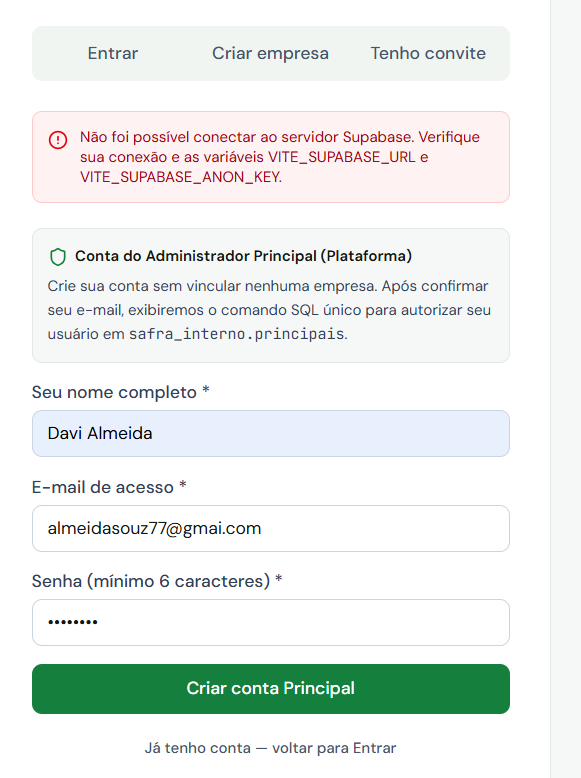 Entrar Criar empresa Tenho convite
Não foi possível conectar ao servidor Supabase. Verifique
sua conexão e as variáveis VITE_SUPABASE_URL e
VITE_SUPABASE_ANON_KEY.
Conta do Administrador Principal (Plataforma)
Crie sua conta sem vincular nenhuma empresa. Após confirmar
seu e-mail, exibiremos o comando SQL único para autorizar seu
usuário em safra_interno.principais.
Seu nome completo *
Davi Almeida
E-mail de acesso *
almeidasouz77@gmai.com
Senha (mínimo 6 caracteres) *
••••••••
Criar conta Principal
Já tenho conta — voltar para Entrar